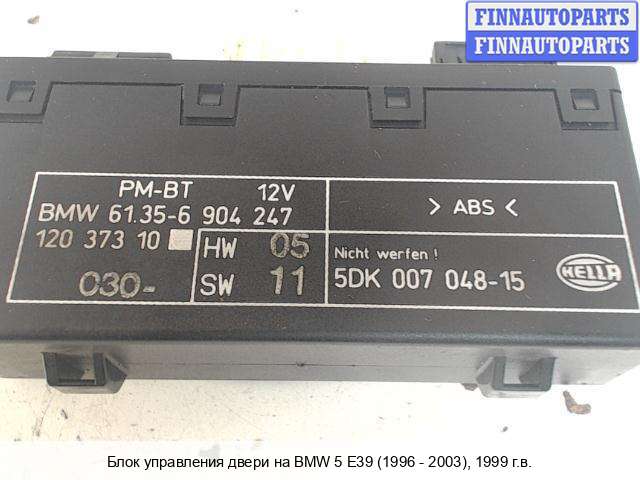 FINNAUTOPARTS
FINNAUTOPARTS
PM-BT 12V
BMW 61.35-6 904 247
120 373 10 HW 05
030- SW 11
> ABS <
Nicht werfen !
5DK 007 048-15
HELLA
Блок управления двери на BMW 5 E39 (1996 - 2003), 1999 г.в.